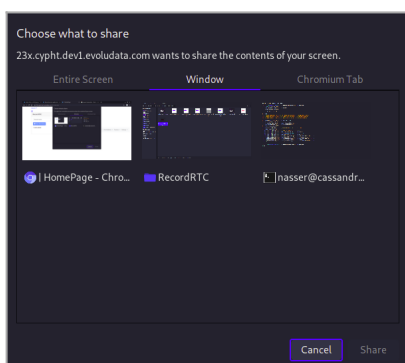 Choose what to share
23x.cypht.dev1.evoludata.com wants to share the contents of your screen.
Entire Screen Window Chromium Tab
| HomePage - Chro... RecordRTC nasser@cassandr...
Cancel Share